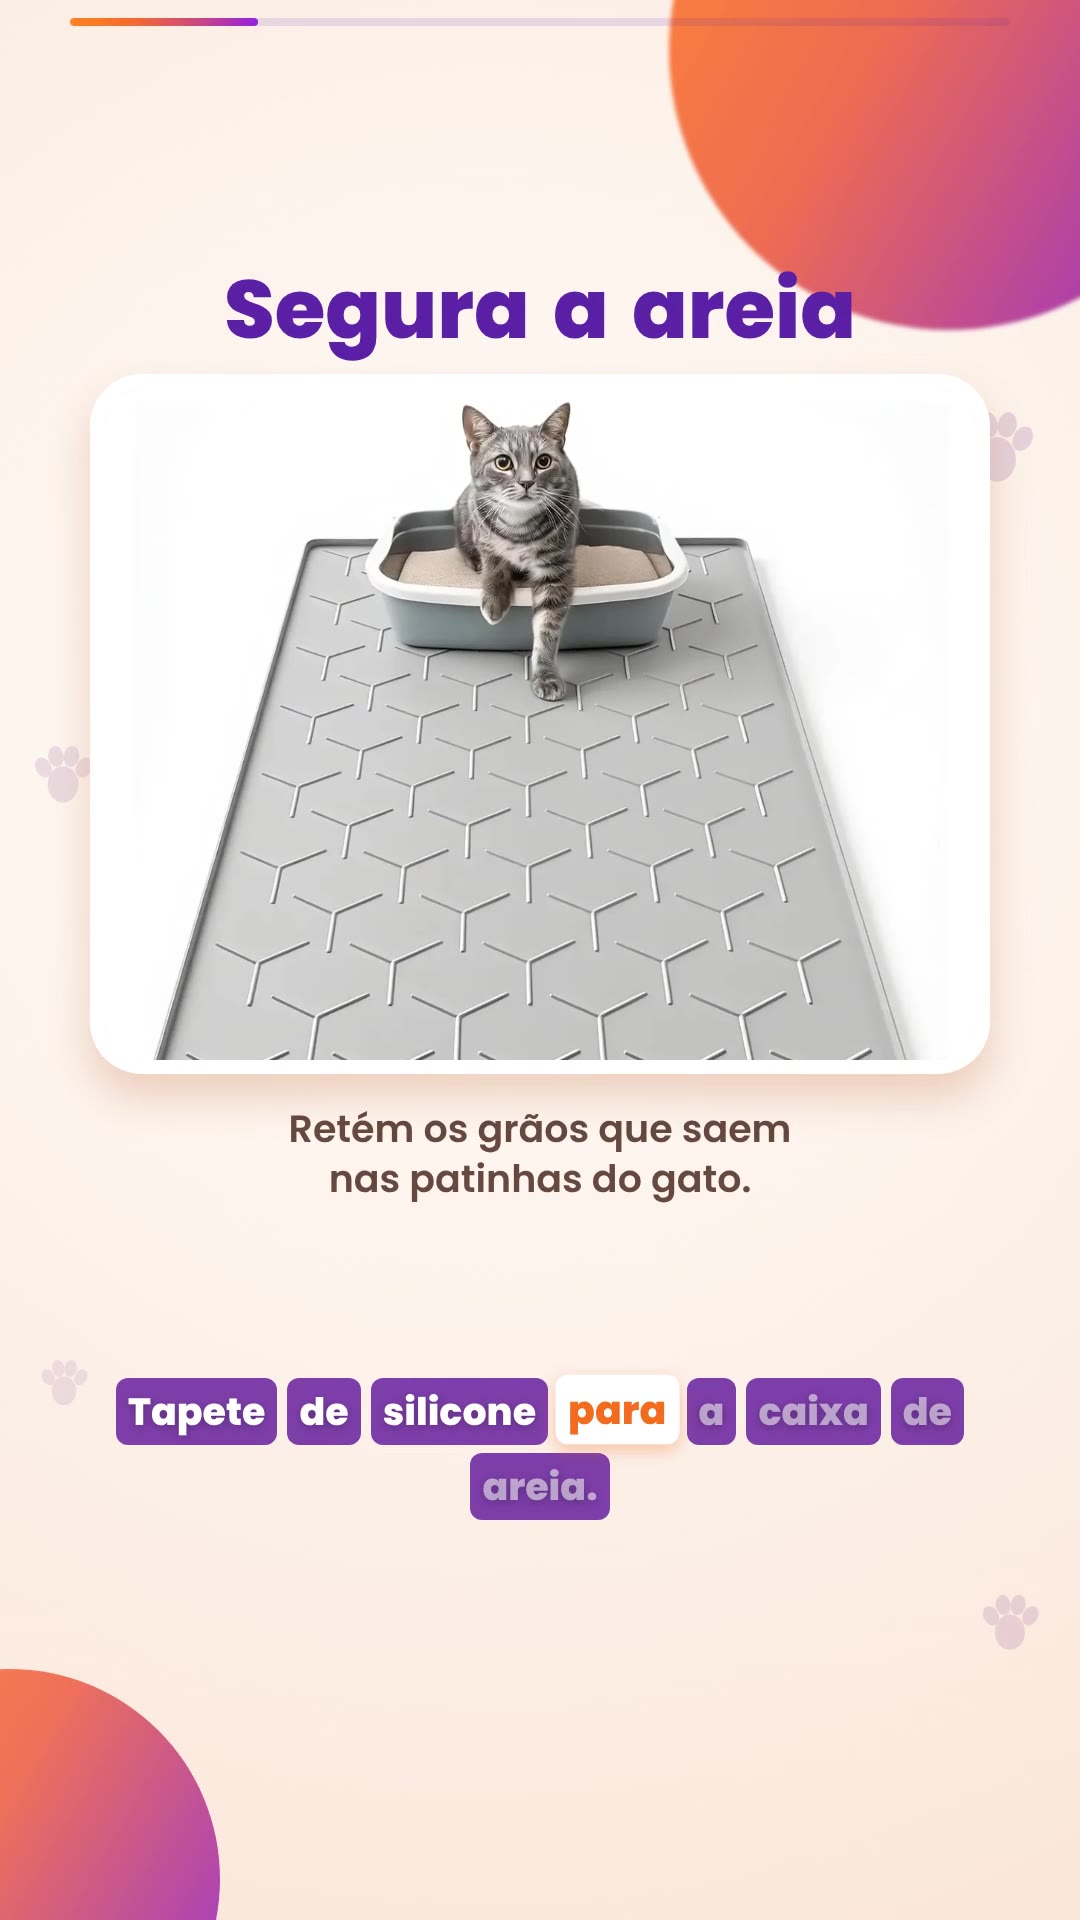 Segura a areia
Retém os grãos que saem
nas patinhas do gato.
Tapete de silicone para a caixa de
areia.